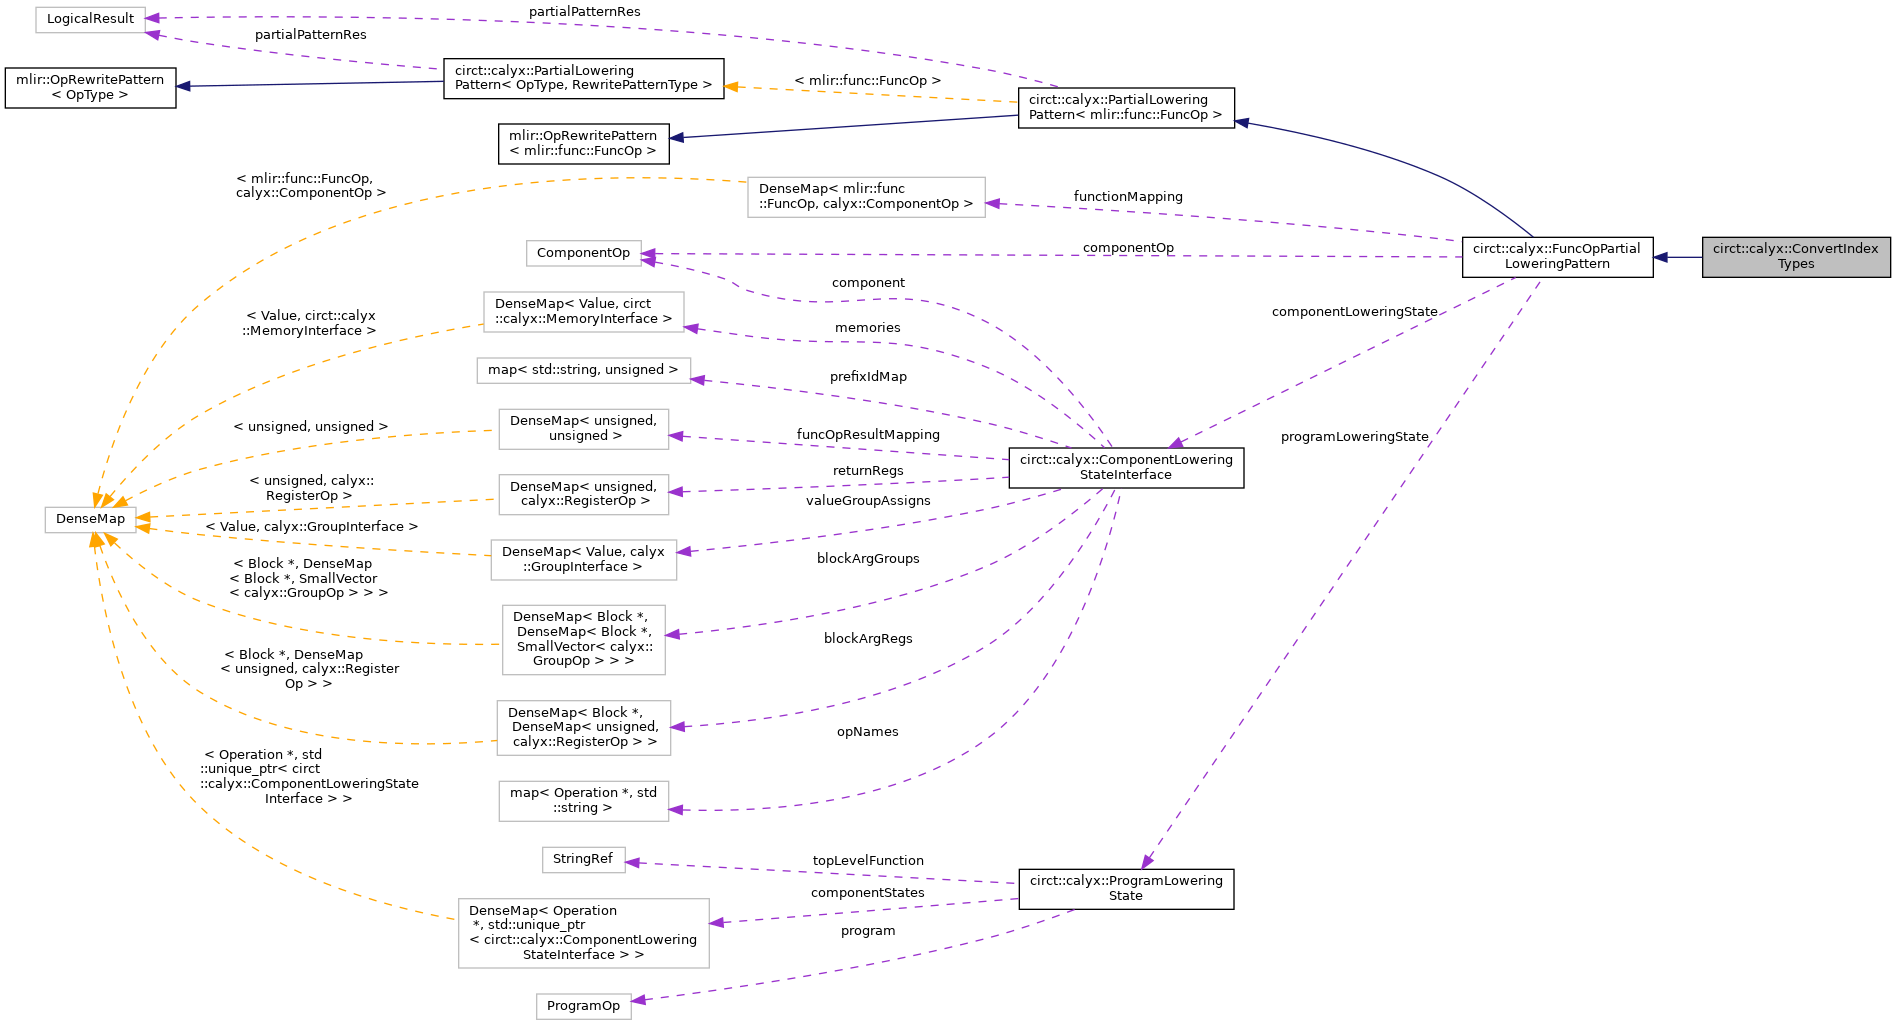 LogicalResult
partialPatternRes
partialPatternRes
mlir::OpRewritePattern
< OpType >
circt::calyx::PartialLowering
Pattern< OpType, RewritePatternType >
< mlir::func::FuncOp >
circt::calyx::PartialLowering
Pattern< mlir::func::FuncOp >
mlir::OpRewritePattern
< mlir::func::FuncOp >
< mlir::func::FuncOp,
calyx::ComponentOp >
DenseMap< mlir::func
::FuncOp, calyx::ComponentOp >
functionMapping
ComponentOp
componentOp
circt::calyx::FuncOpPartial
LoweringPattern
circt::calyx::ConvertIndex
Types
component
< Value, circt::calyx
::MemoryInterface >
DenseMap< Value, circt
::calyx::MemoryInterface >
memories
componentLoweringState
map< std::string, unsigned >
prefixIdMap
< unsigned, unsigned >
DenseMap< unsigned,
unsigned >
funcOpResultMapping
programLoweringState
circt::calyx::ComponentLowering
StateInterface
< unsigned, calyx::
RegisterOp >
DenseMap< unsigned,
calyx::RegisterOp >
returnRegs
valueGroupAssigns
DenseMap
< Value, calyx::GroupInterface >
DenseMap< Value, calyx
::GroupInterface >
blockArgGroups
< Block *, DenseMap
< Block *, SmallVector
< calyx::GroupOp > > >
DenseMap< Block *,
DenseMap< Block *,
SmallVector< calyx::
GroupOp > > >
blockArgRegs
< Block *, DenseMap
< unsigned, calyx::Register
Op > >
DenseMap< Block *,
DenseMap< unsigned,
calyx::RegisterOp > >
opNames
< Operation *, std
::unique_ptr< circt
::calyx::ComponentLoweringState
Interface > >
map< Operation *, std
::string >
StringRef
topLevelFunction
circt::calyx::ProgramLowering
State
componentStates
DenseMap< Operation
*, std::unique_ptr
< circt::calyx::ComponentLowering
StateInterface > >
program
ProgramOp